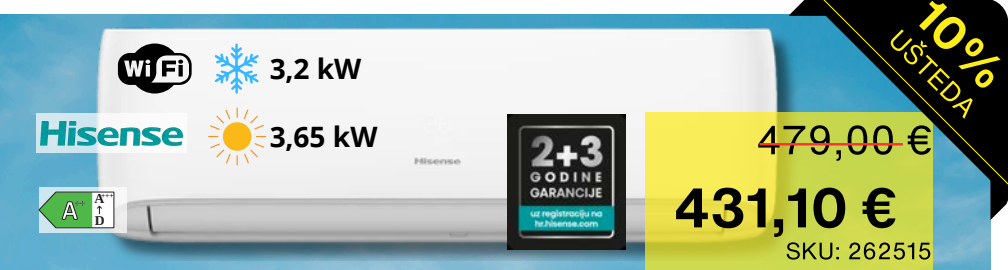 10%
UŠTEDA
WiFi
3,2 kW
Hisense
3,65 kW
Hisense
2+3
GODINE
GARANCIJE
uz registraciju na
hr.hisense.com
479,00 €
431,10 €
SKU: 262515
A++
A+++
↑
D